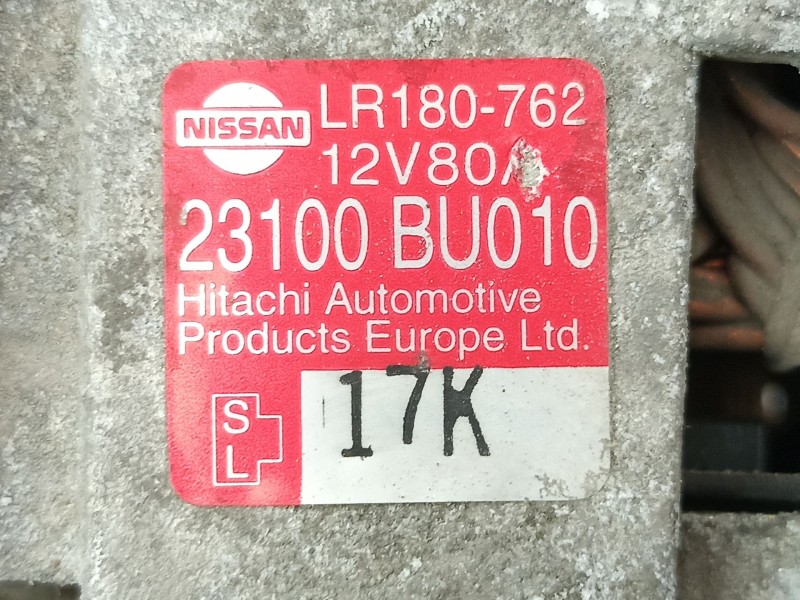 NISSAN
LR180-762
12V80A
23100 BU010
Hitachi Automotive
Products Europe Ltd.
17K
S
L